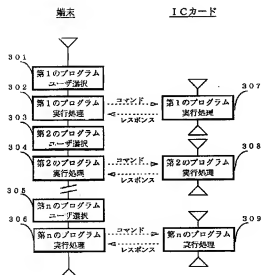 端末
ICカード
301
第1のプログラム
ユーザ選択
302
第1のプログラム
実行処理
コマンド
レスポンス
第1のプログラム
実行処理
307
303
第2のプログラム
ユーザ選択
304
第2のプログラム
実行処理
コマンド
レスポンス
第2のプログラム
実行処理
308
305
第nのプログラム
ユーザ選択
306
第nのプログラム
実行処理
コマンド
レスポンス
第nのプログラム
実行処理
309